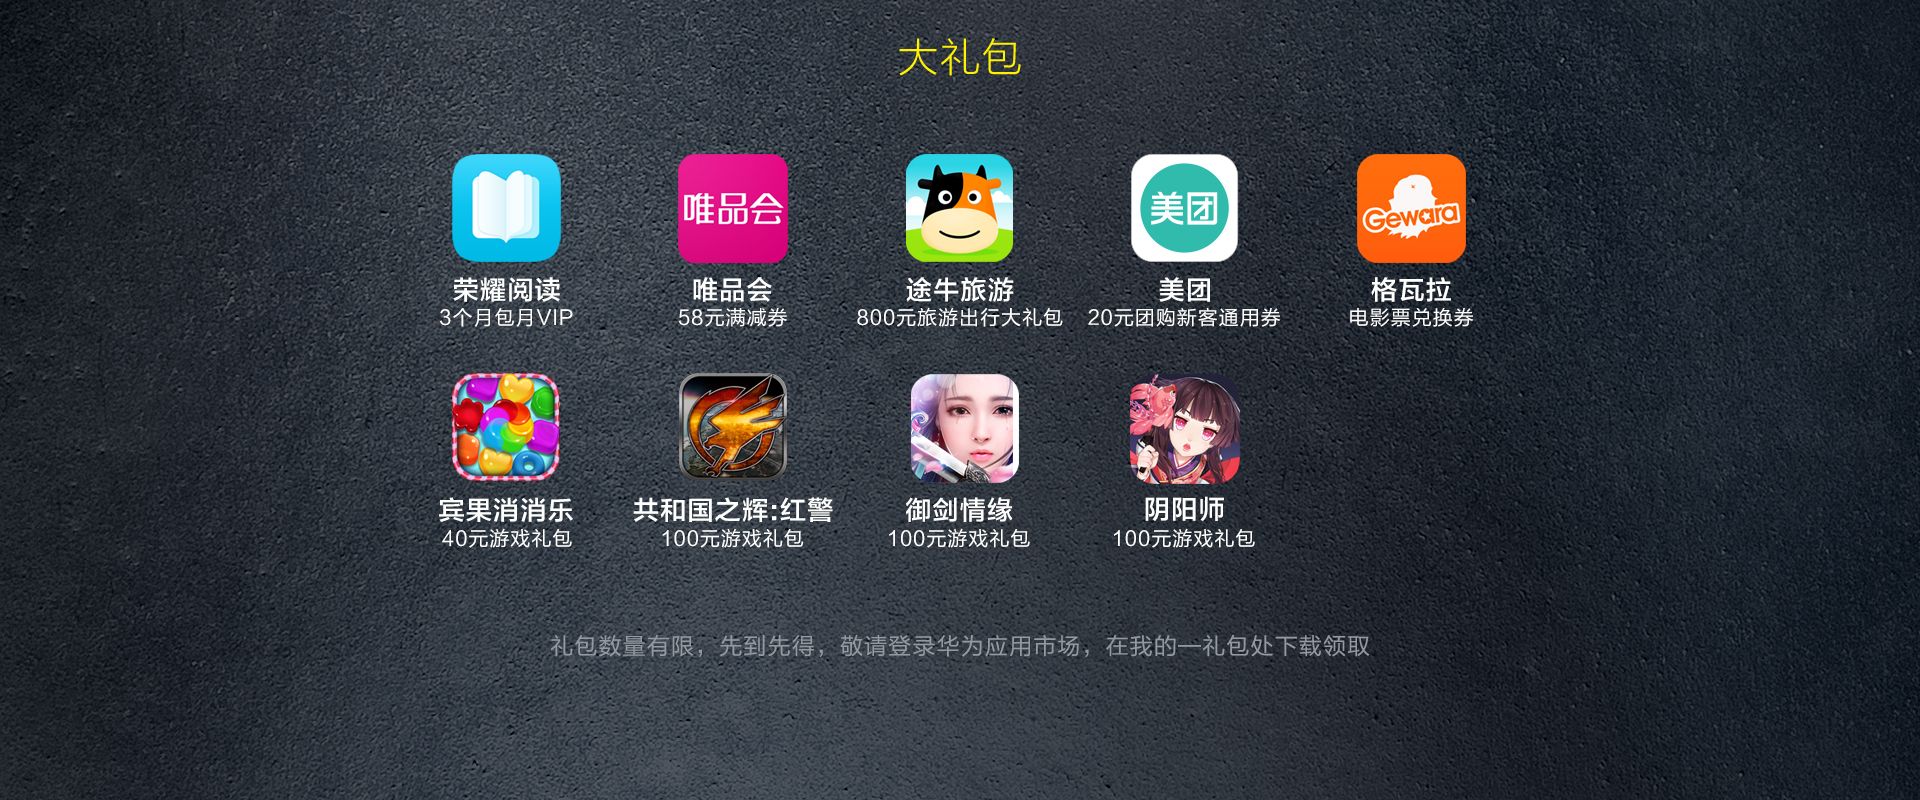 大礼包
唯品会
美团
Gewara
荣耀阅读
唯品会
途牛旅游
美团
格瓦拉
3个月包月VIP
58元满减券
800元旅游出行大礼包
20元团购新客通用券
电影票兑换券
宾果消消乐
共和国之辉:红警
御剑情缘
阴阳师
40元游戏礼包
100元游戏礼包
100元游戏礼包
100元游戏礼包
礼包数量有限，先到先得，敬请登录华为应用市场，在我的—礼包处下载领取